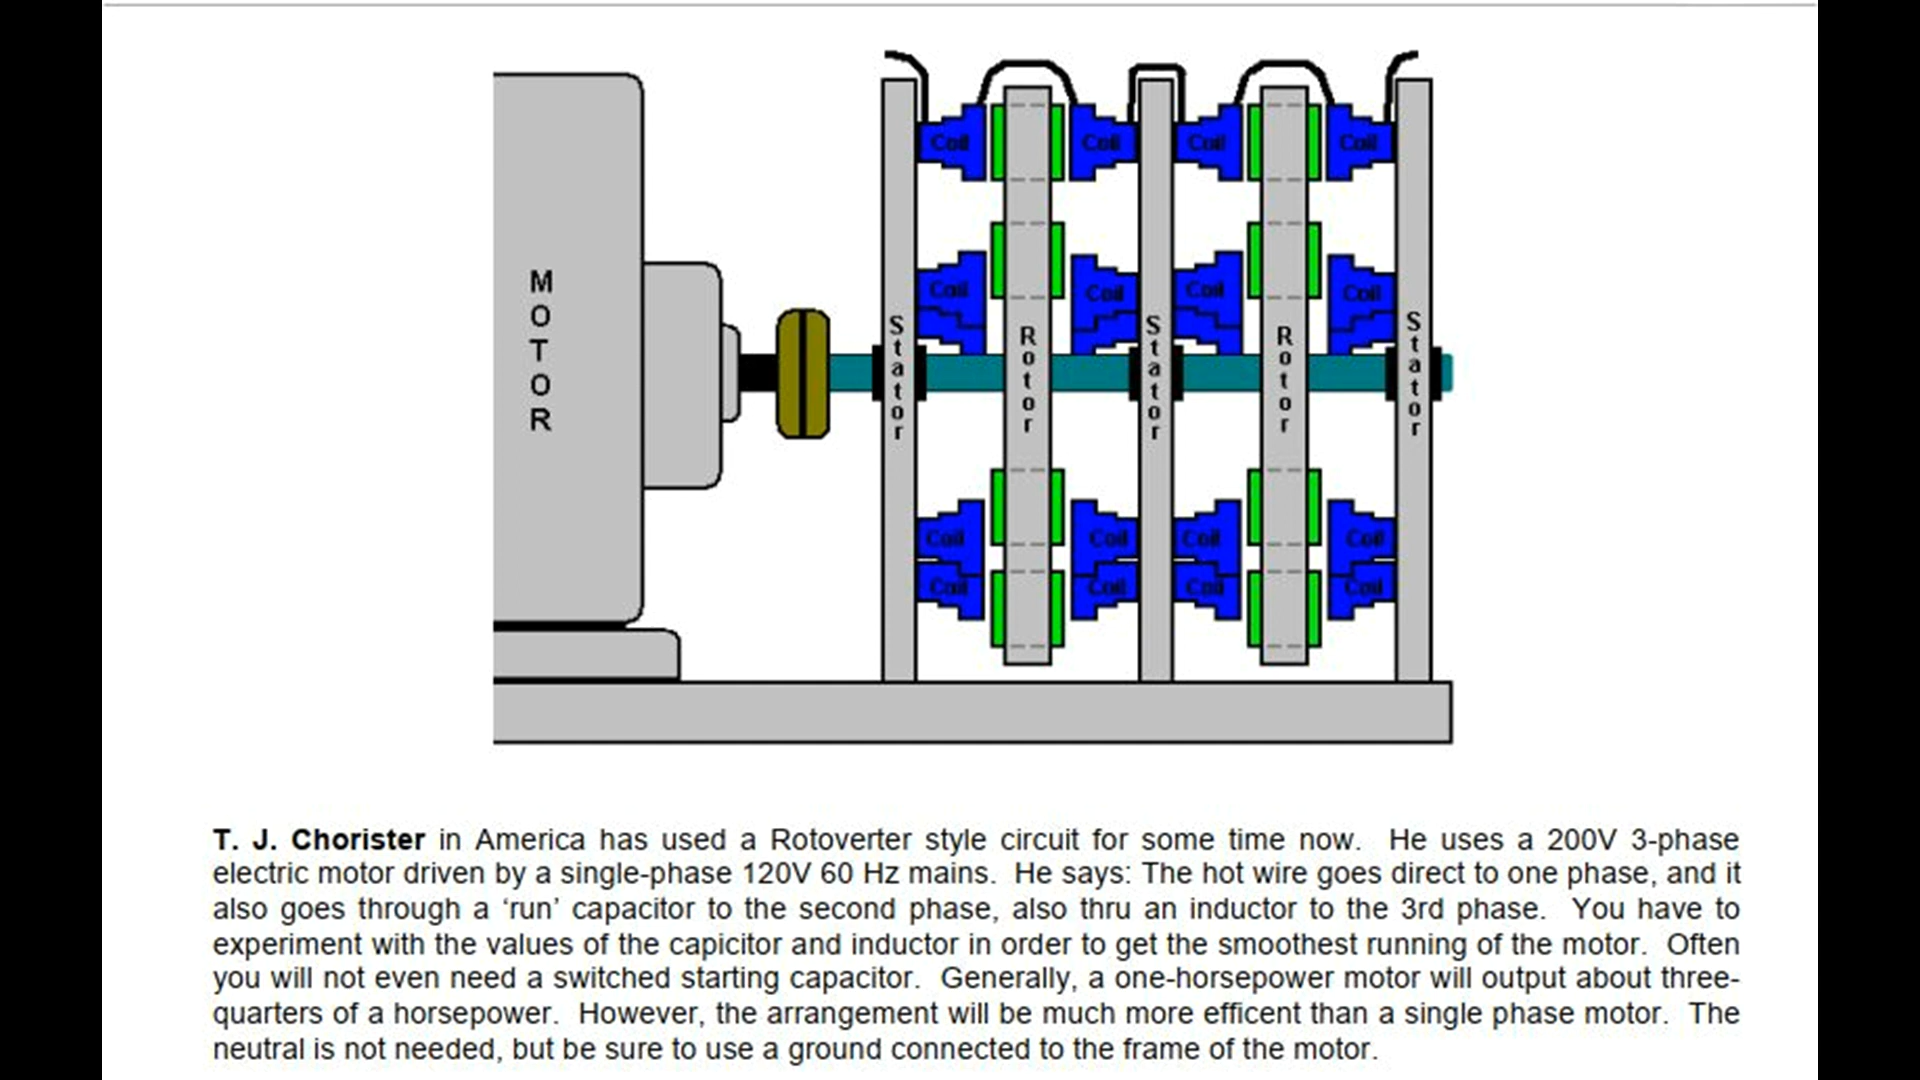 MOTOR
Coil Coil Coil Coil
Coil Coil Coil Coil
Stator Rotor Stator Rotor Stator
Coil Coil Coil Coil
Coil Coil Coil Coil
T. J. Chorister in America has used a Rotoverter style circuit for some time now. He uses a 200V 3-phase
electric motor driven by a single-phase 120V 60 Hz mains. He says: The hot wire goes direct to one phase, and it
also goes through a ‘run’ capacitor to the second phase, also thru an inductor to the 3rd phase. You have to
experiment with the values of the capicitor and inductor in order to get the smoothest running of the motor. Often
you will not even need a switched starting capacitor. Generally, a one-horsepower motor will output about three-
quarters of a horsepower. However, the arrangement will be much more efficent than a single phase motor. The
neutral is not needed, but be sure to use a ground connected to the frame of the motor.